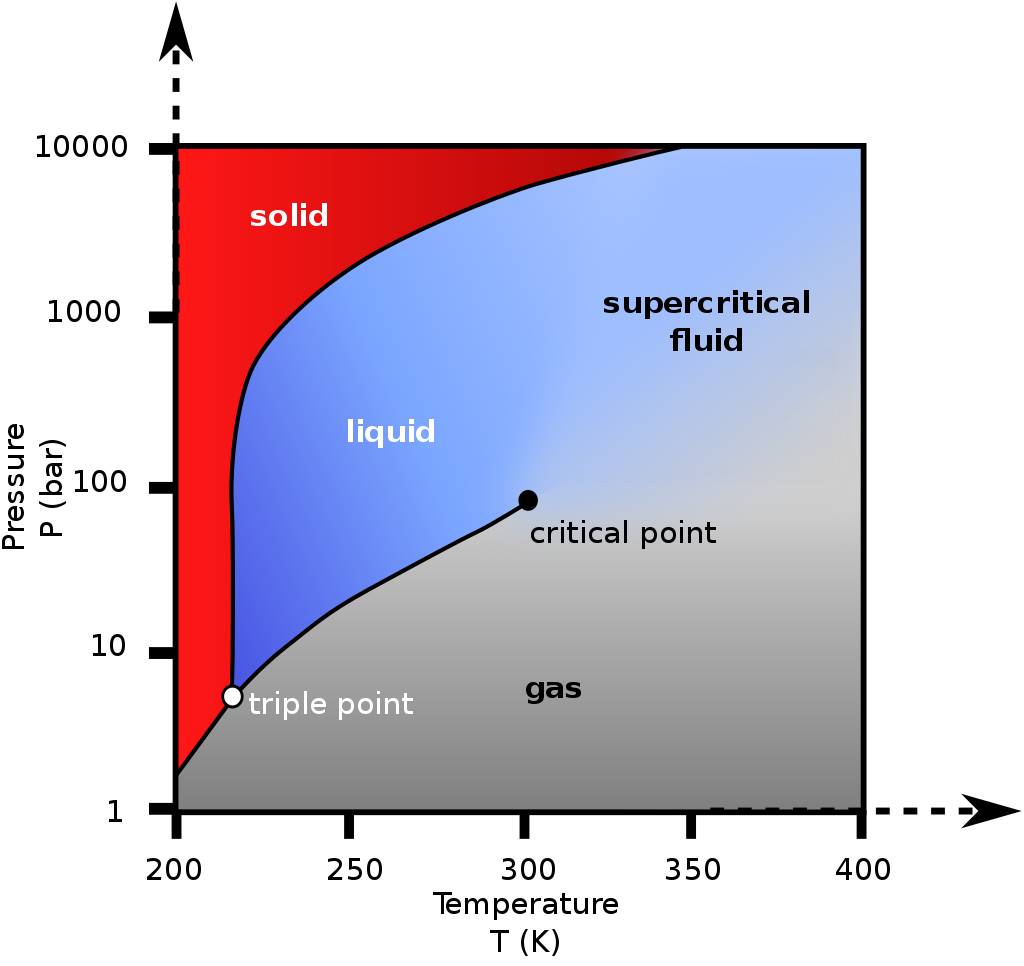 10000
solid
1000
supercritical
fluid
liquid
Pressure
P (bar)
100
critical point
10
gas
triple point
1
200
250
300
350
400
Temperature
T (K)